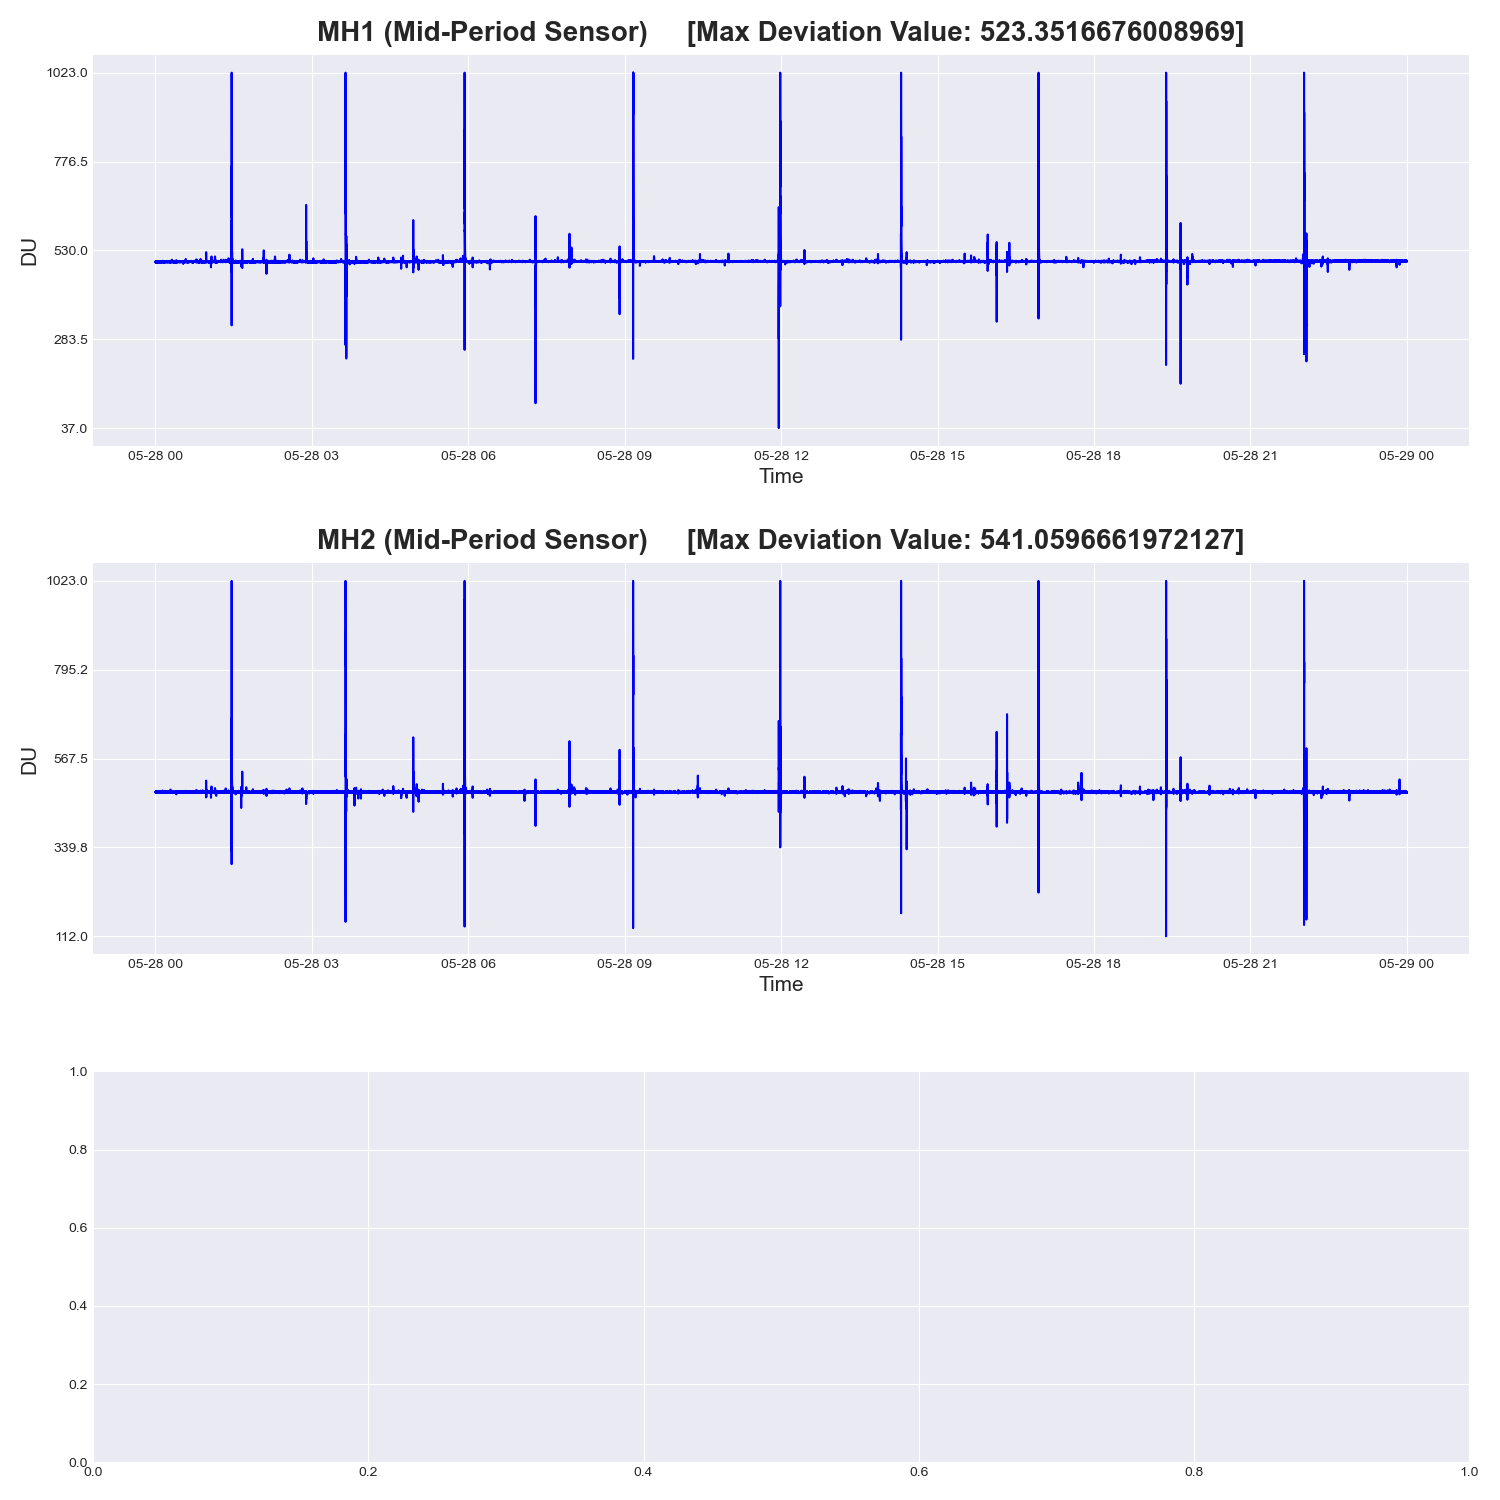 MH1 (Mid-Period Sensor) [Max Deviation Value: 523.3516676008969]
1023.0
776.5
530.0
283.5
37.0
DU
05-28 00 05-28 03 05-28 06 05-28 09 05-28 12 05-28 15 05-28 18 05-28 21 05-29 00
Time
MH2 (Mid-Period Sensor) [Max Deviation Value: 541.0596661972127]
1023.0
795.2
567.5
339.8
112.0
DU
05-28 00 05-28 03 05-28 06 05-28 09 05-28 12 05-28 15 05-28 18 05-28 21 05-29 00
Time
1.0
0.8
0.6
0.4
0.2
0.0
0.0 0.2 0.4 0.6 0.8 1.0